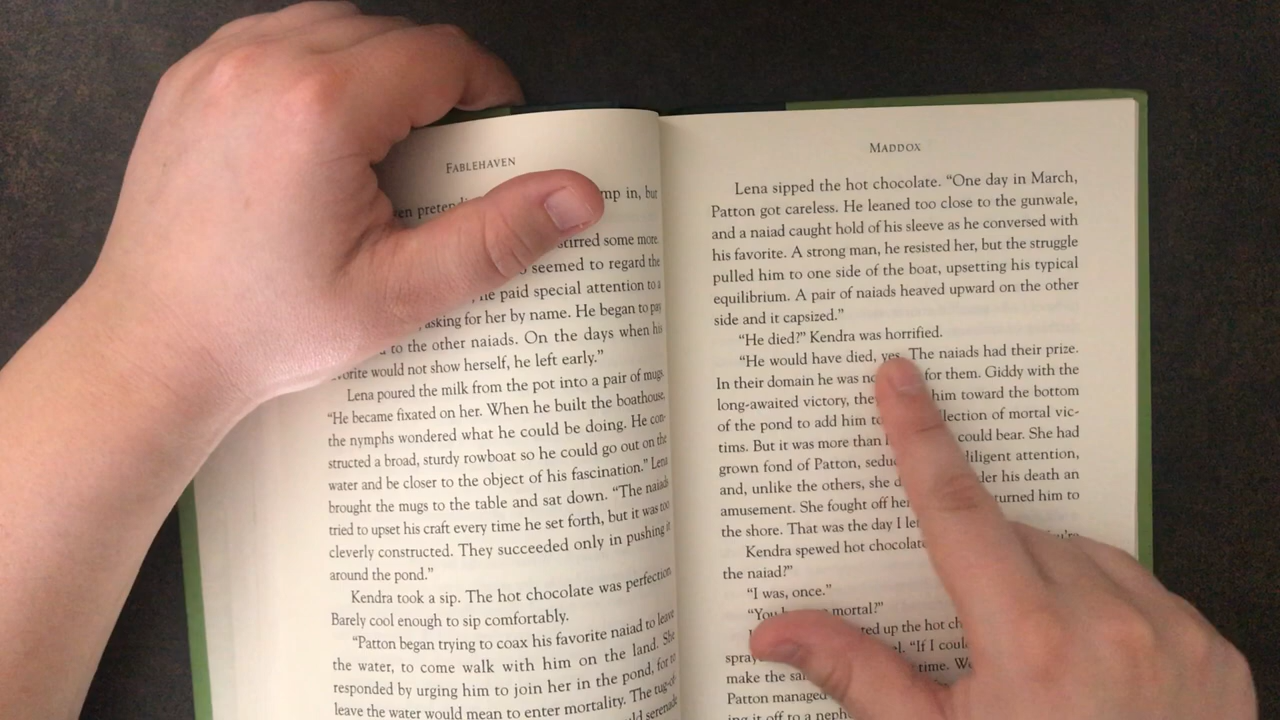 FABLEHAVEN
mp in, but
stirred some more.
seemed to regard the
he paid special attention to a
asking for her by name. He began to pay
to the other naiads. On the days when his
would not show herself, he left early.”
Lena poured the milk from the pot into a pair of mugs.
“He became fixated on her. When he built the boathouse,
the nymphs wondered what he could be doing. He con-
structed a broad, sturdy rowboat so he could go out on the
water and be closer to the object of his fascination.” Lena
brought the mugs to the table and sat down. “The naiads
tried to upset his craft every time he set forth, but it was too
cleverly constructed. They succeeded only in pushing it
around the pond.”
Kendra took a sip. The hot chocolate was perfection.
Barely cool enough to sip comfortably.
“Patton began trying to coax his favorite naiad to leave
the water, to come walk with him on the land. She
responded by urging him to join her in the pond, for to
leave the water would mean to enter mortality. The tug-of-
serenade
MADDOX
Lena sipped the hot chocolate. “One day in March,
Patton got careless. He leaned too close to the gunwale,
and a naiad caught hold of his sleeve as he conversed with
his favorite. A strong man, he resisted her, but the struggle
pulled him to one side of the boat, upsetting his typical
equilibrium. A pair of naiads heaved upward on the other
side and it capsized.”
“He died?” Kendra was horrified.
“He would have died, yes. The naiads had their prize.
In their domain he was no for them. Giddy with the
long-awaited victory, they him toward the bottom
of the pond to add him to llection of mortal vic-
tims. But it was more than could bear. She had
grown fond of Patton, diligent attention,
and, unlike the others, she his death an
amusement. She fought off turned him to
the shore. That was the day I
Kendra spewed hot chocolate
the naiad?”
“I was, once.”
“You mortal?”
up the hot
“If I
spray time.
make the
Patton managed
ing it off to a